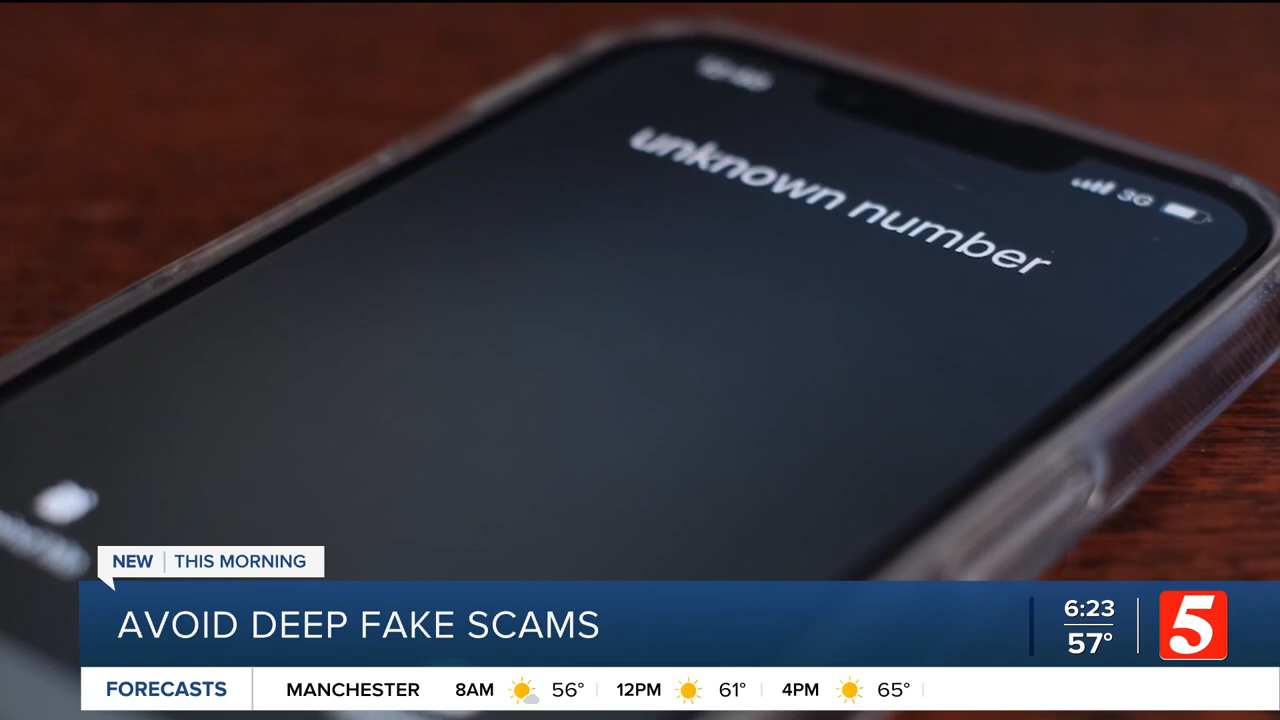 unknown number
3G
NEW | THIS MORNING
AVOID DEEP FAKE SCAMS
6:23
57°
5
FORECASTS MANCHESTER 8AM 56° 12PM 61° 4PM 65°